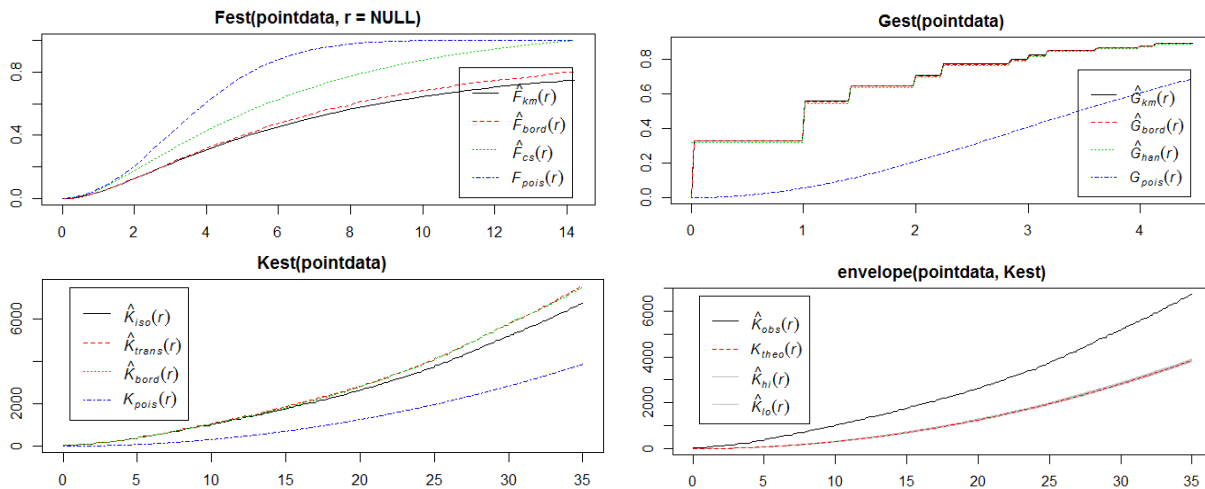 Fest(pointdata, r = NULL)
0.8
0.4
0.0
F̂km(r)
F̂bord(r)
F̂cs(r)
Fpois(r)
0 2 4 6 8 10 12 14
Gest(pointdata)
0.8
0.6
0.4
0.2
0.0
Ĝkm(r)
Ĝbord(r)
Ĝhan(r)
Gpois(r)
0 1 2 3 4
Kest(pointdata)
6000
2000
0
K̂iso(r)
K̂trans(r)
K̂bord(r)
Kpois(r)
0 5 10 15 20 25 30 35
envelope(pointdata, Kest)
6000
4000
2000
0
K̂obs(r)
Ktheo(r)
K̂hi(r)
K̂lo(r)
0 5 10 15 20 25 30 35